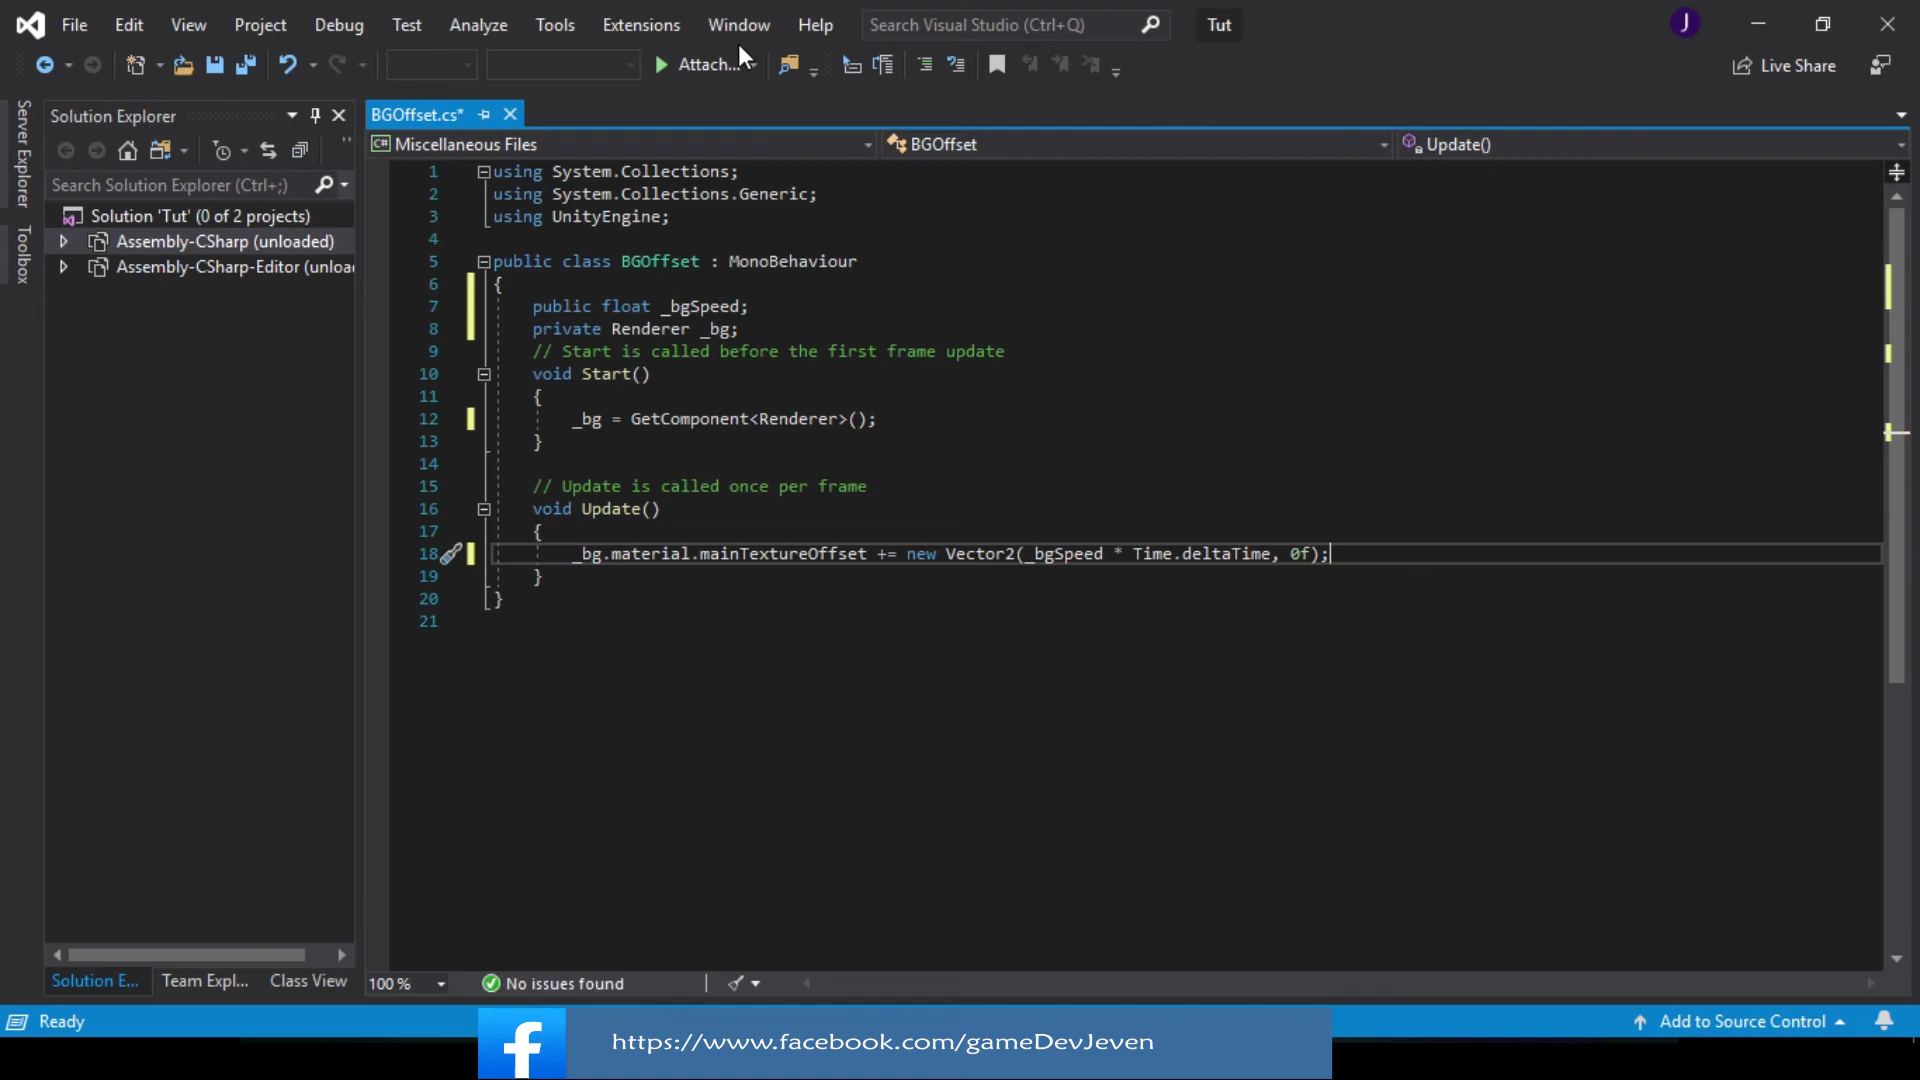 File Edit View Project Debug Test Analyze Tools Extensions Window Help Search Visual Studio (Ctrl+Q) Tut J
Attach... Live Share
Server Explorer
Toolbox
Solution Explorer
Search Solution Explorer (Ctrl+;)
Solution 'Tut' (0 of 2 projects)
Assembly-CSharp (unloaded)
Assembly-CSharp-Editor (unloa
Solution E... Team Expl... Class View
BGOffset.cs*
C# Miscellaneous Files BGOffset Update()
1 using System.Collections;
2 using System.Collections.Generic;
3 using UnityEngine;
4
5 public class BGOffset : MonoBehaviour
6 {
7 public float _bgSpeed;
8 private Renderer _bg;
9 // Start is called before the first frame update
10 void Start()
11 {
12 _bg = GetComponent<Renderer>();
13 }
14
15 // Update is called once per frame
16 void Update()
17 {
18 _bg.material.mainTextureOffset += new Vector2(_bgSpeed * Time.deltaTime, 0f);
19 }
20 }
21
100 % No issues found
Ready Add to Source Control
f https://www.facebook.com/gameDevJeven